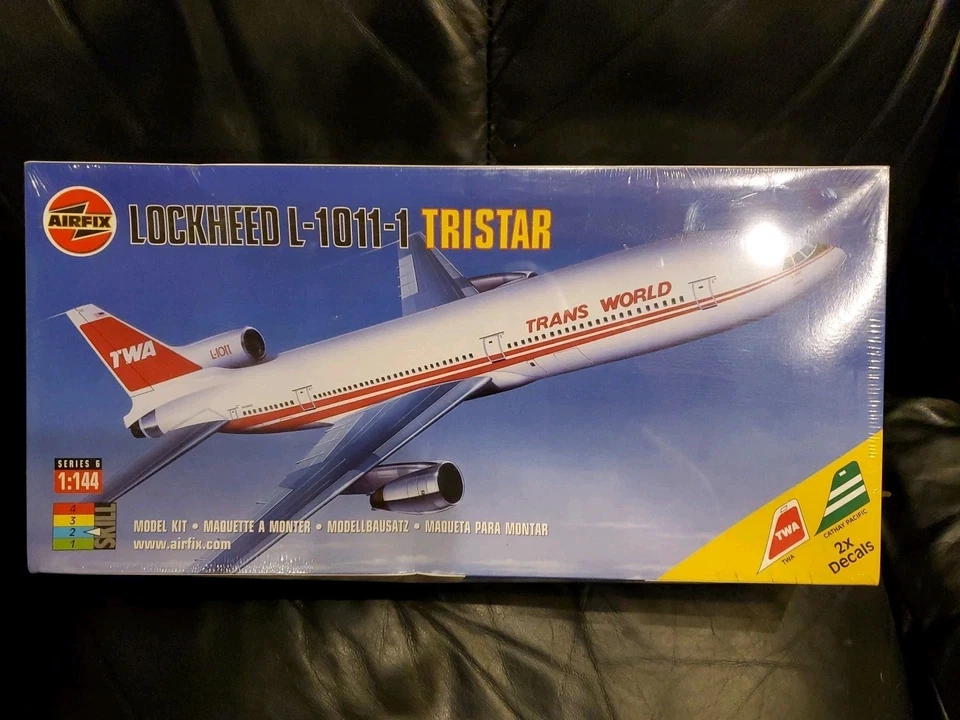 AIRFIX
LOCKHEED L-1011-1 TRISTAR
TRANS WORLD
TWA
L-1011
SERIES 6
1:144
4
3
2
1
SKILL
MODEL KIT • MAQUETTE A MONTER • MODELLBAUSATZ • MAQUETA PARA MONTAR
www.airfix.com
TWA
TWA
CATHAY PACIFIC
2X
Decals